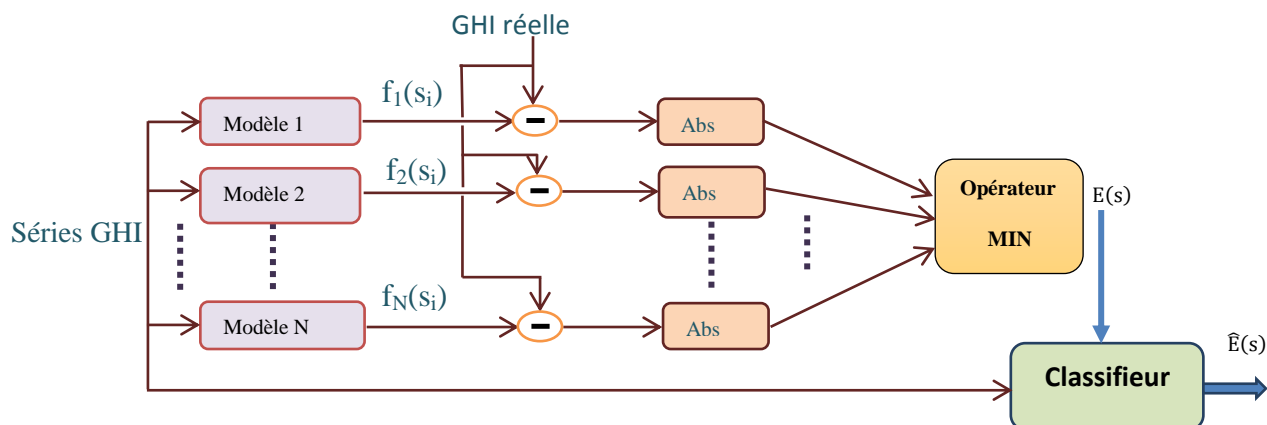 GHI réelle
f₁(sᵢ)
Modèle 1
−
Abs
f₂(sᵢ)
Modèle 2
−
Abs
Opérateur
MIN
E(s)
Séries GHI
f_N(sᵢ)
Modèle N
−
Abs
Classifieur
Ê(s)